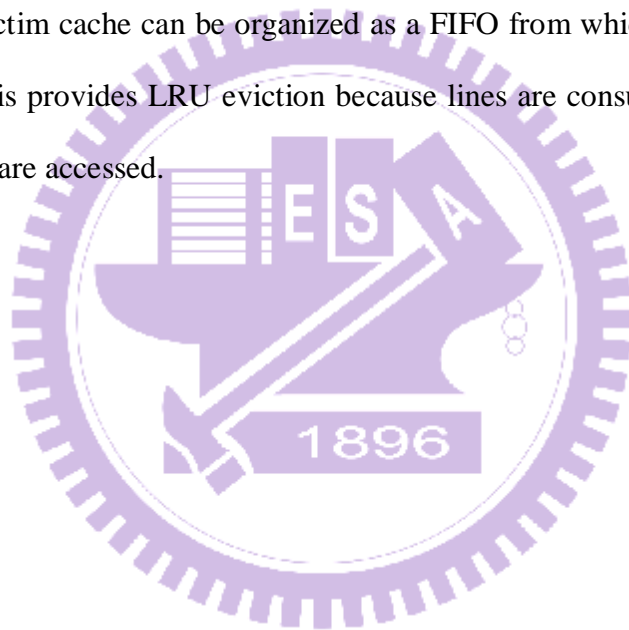 ctim cache can be organized as a FIFO from whic
is provides LRU eviction because lines are consu
are accessed.
E S A
1896